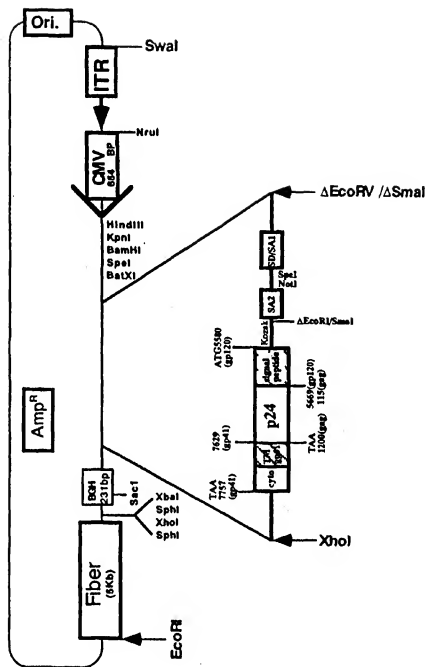 Ori.
SwaI
ITR
NruI
CMV
654 BP
HindIII
KpnI
BamHI
SpeI
BstXI
AmpR
BGH
231bp
Sac1
XbaI
SphI
XhoI
SphI
Fiber
(6Kb)
EcoRI
ΔEcoRV /ΔSmaI
SD/SA1
SpeI
NotI
SA2
ΔEcoRI/SmaI
Kozak
ATG5580
(gp120)
signal
peptide
5669(gp120)
115(gag)
p24
7629
(gp41)
TAA
1200(gag)
cyto
TAA
7757
(gp41)
XhoI